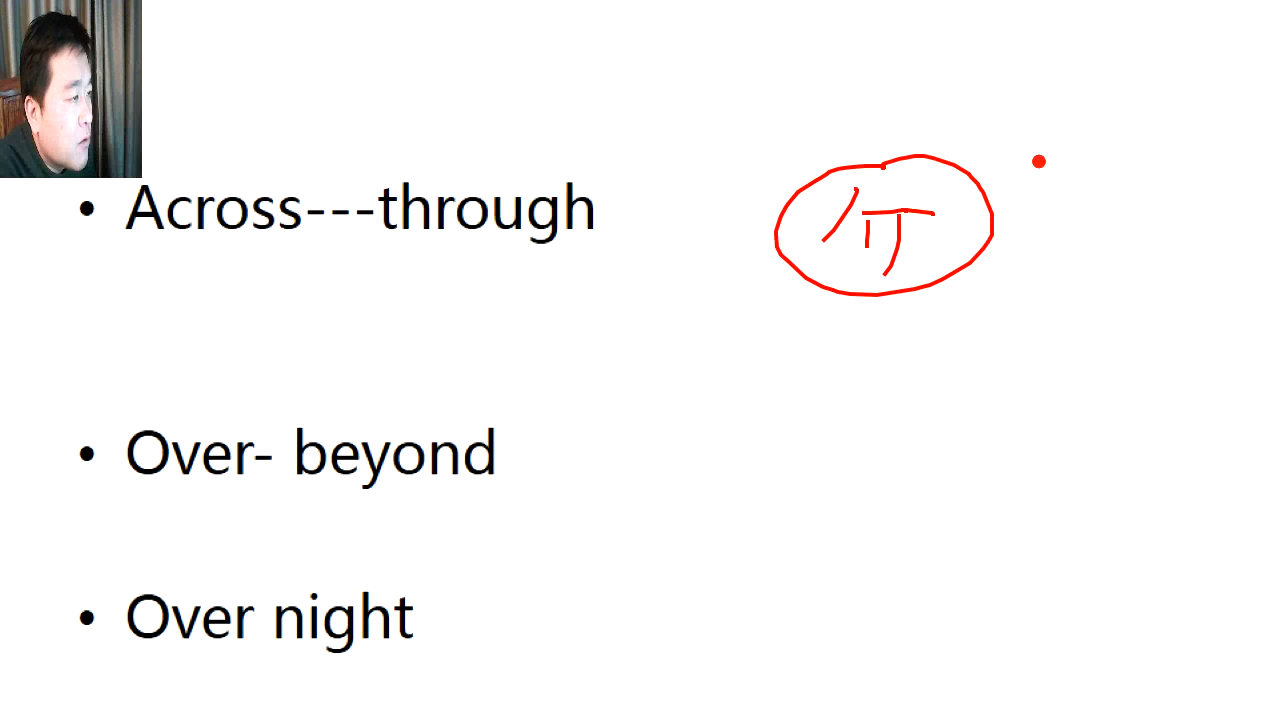 • Across---through
• Over- beyond
• Over night